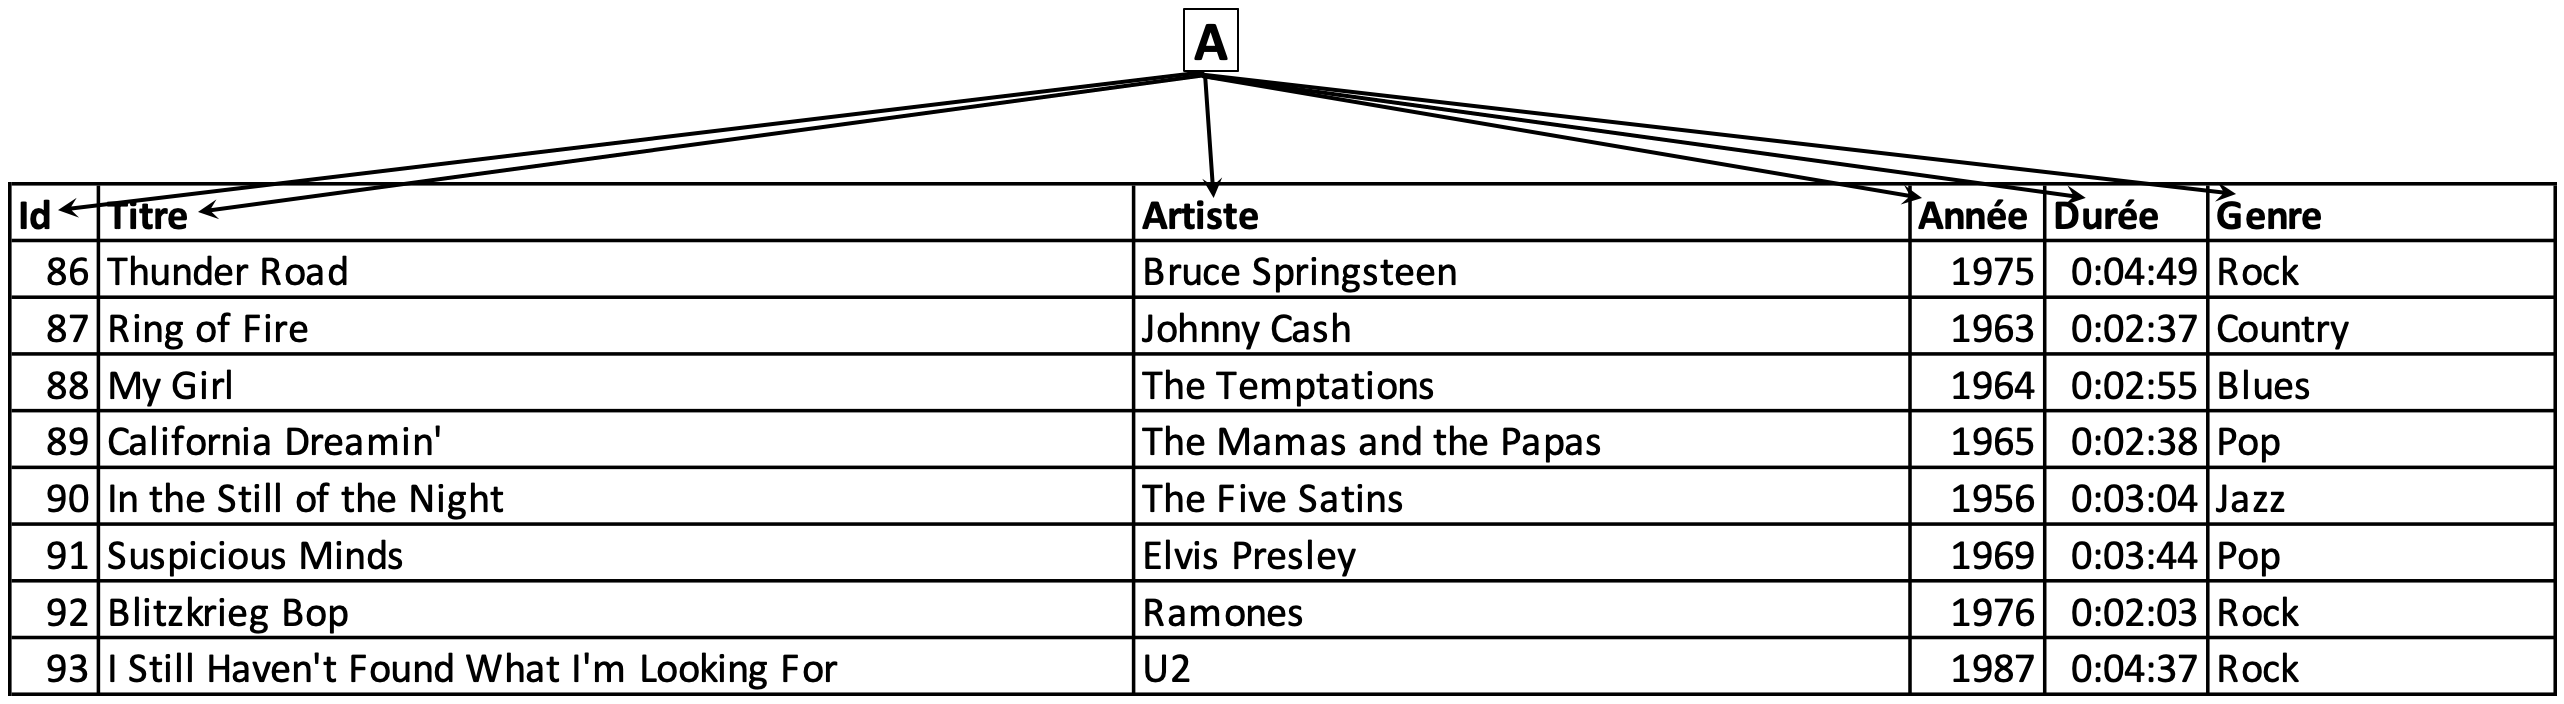 A
Id Titre Artiste Année Durée Genre
86 Thunder Road Bruce Springsteen 1975 0:04:49 Rock
87 Ring of Fire Johnny Cash 1963 0:02:37 Country
88 My Girl The Temptations 1964 0:02:55 Blues
89 California Dreamin' The Mamas and the Papas 1965 0:02:38 Pop
90 In the Still of the Night The Five Satins 1956 0:03:04 Jazz
91 Suspicious Minds Elvis Presley 1969 0:03:44 Pop
92 Blitzkrieg Bop Ramones 1976 0:02:03 Rock
93 I Still Haven't Found What I'm Looking For U2 1987 0:04:37 Rock